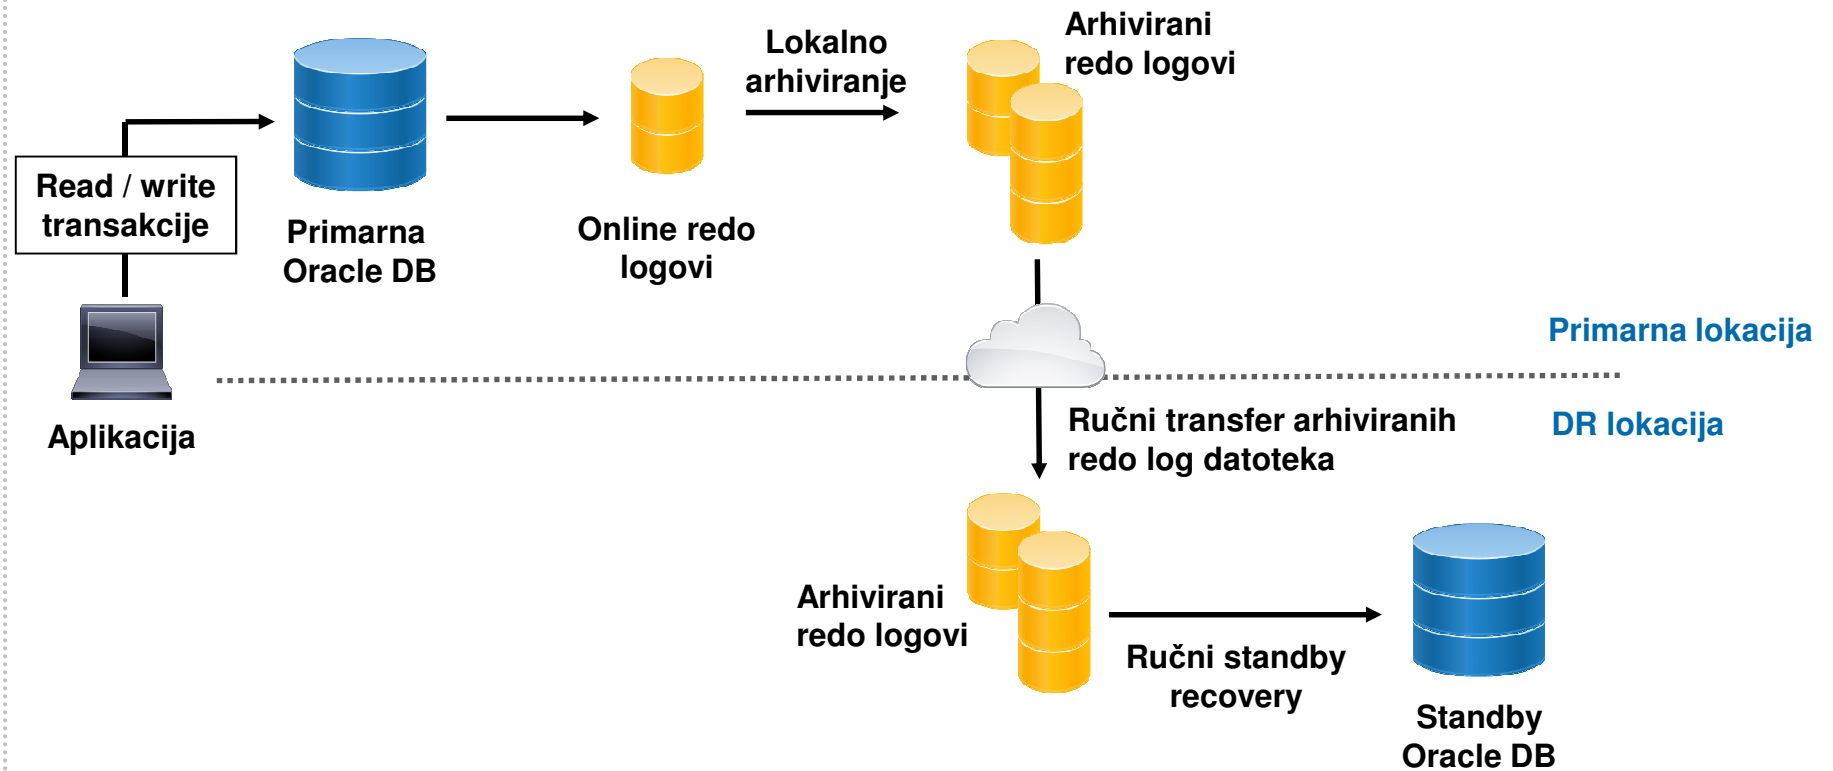 Arhivirani
redo logovi
Lokalno
arhiviranje
Read / write
transakcije
Primarna
Oracle DB
Online redo
logovi
Primarna lokacija
Aplikacija
Ručni transfer arhiviranih
redo log datoteka
DR lokacija
Arhivirani
redo logovi
Ručni standby
recovery
Standby
Oracle DB